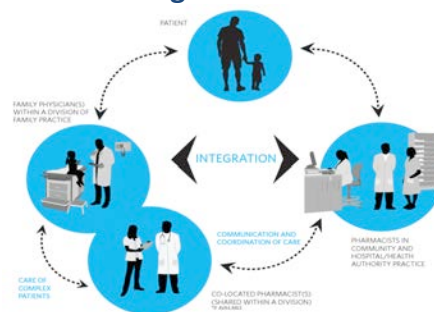 PATIENT
FAMILY PHYSICIAN(S)
WITHIN A DIVISION OF
FAMILY PRACTICE
INTEGRATION
COMMUNICATION AND
COORDINATION OF CARE
PHARMACISTS IN
COMMUNITY AND
HOSPITAL/HEALTH
AUTHORITY PRACTICE
CARE OF
COMPLEX
PATIENTS
CO-LOCATED PHARMACIST(S)
(SHARED WITHIN A DIVISION)